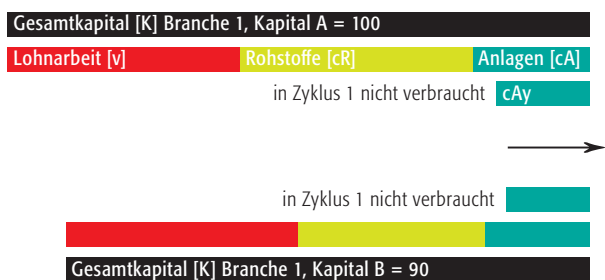 Gesamtkapital [K] Branche 1, Kapital A = 100
Lohnarbeit [v] Rohstoffe [cR] Anlagen [cA]
in Zyklus 1 nicht verbraucht cAy
in Zyklus 1 nicht verbraucht
Gesamtkapital [K] Branche 1, Kapital B = 90